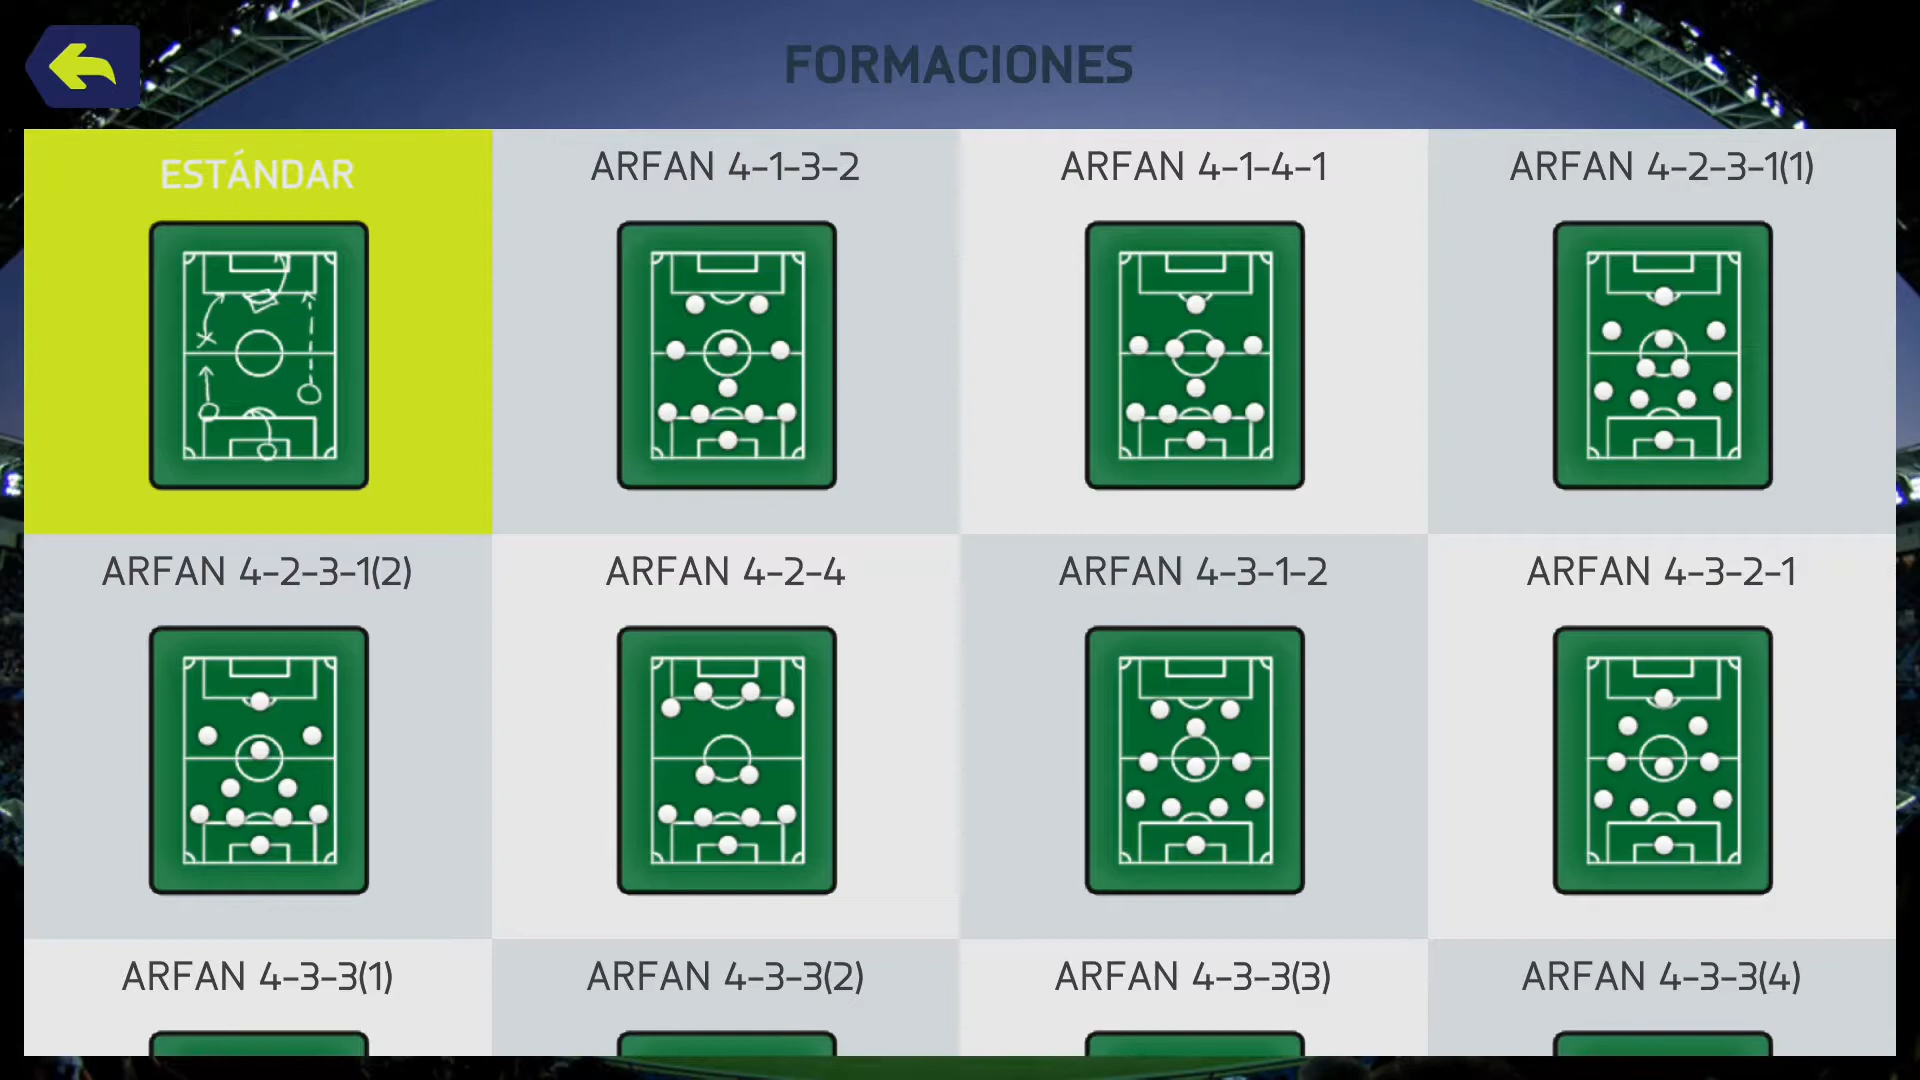 FORMACIONES
ESTÁNDAR
ARFAN 4-1-3-2
ARFAN 4-1-4-1
ARFAN 4-2-3-1(1)
ARFAN 4-2-3-1(2)
ARFAN 4-2-4
ARFAN 4-3-1-2
ARFAN 4-3-2-1
ARFAN 4-3-3(1)
ARFAN 4-3-3(2)
ARFAN 4-3-3(3)
ARFAN 4-3-3(4)